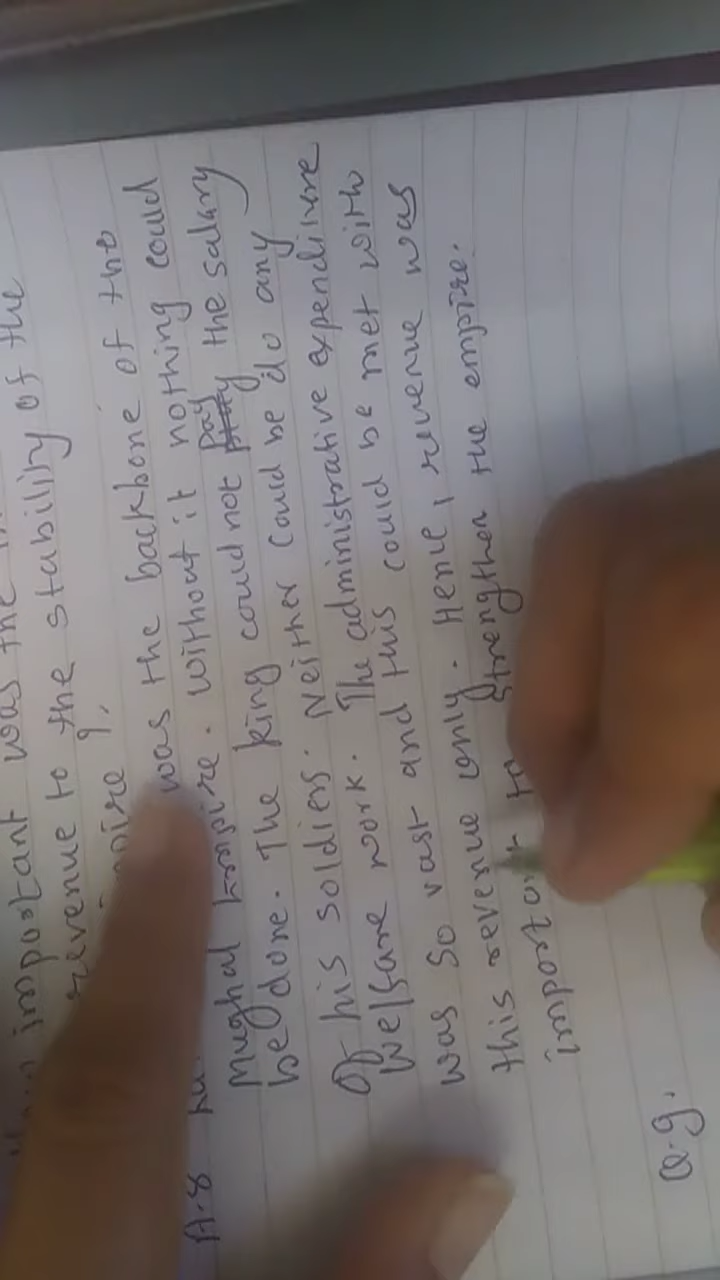 important was the
revenue to the stability of the
?
A.8 was the backbone of the
Mughal Empire. without it nothing could
be done. The king could not pay the salary
of his soldiers. Neither could be do any
welfare work. The administrative expenditure
was so vast and this could be met with
this revenue only. Hence, revenue was
important to strengthen the empire.
Q.9.